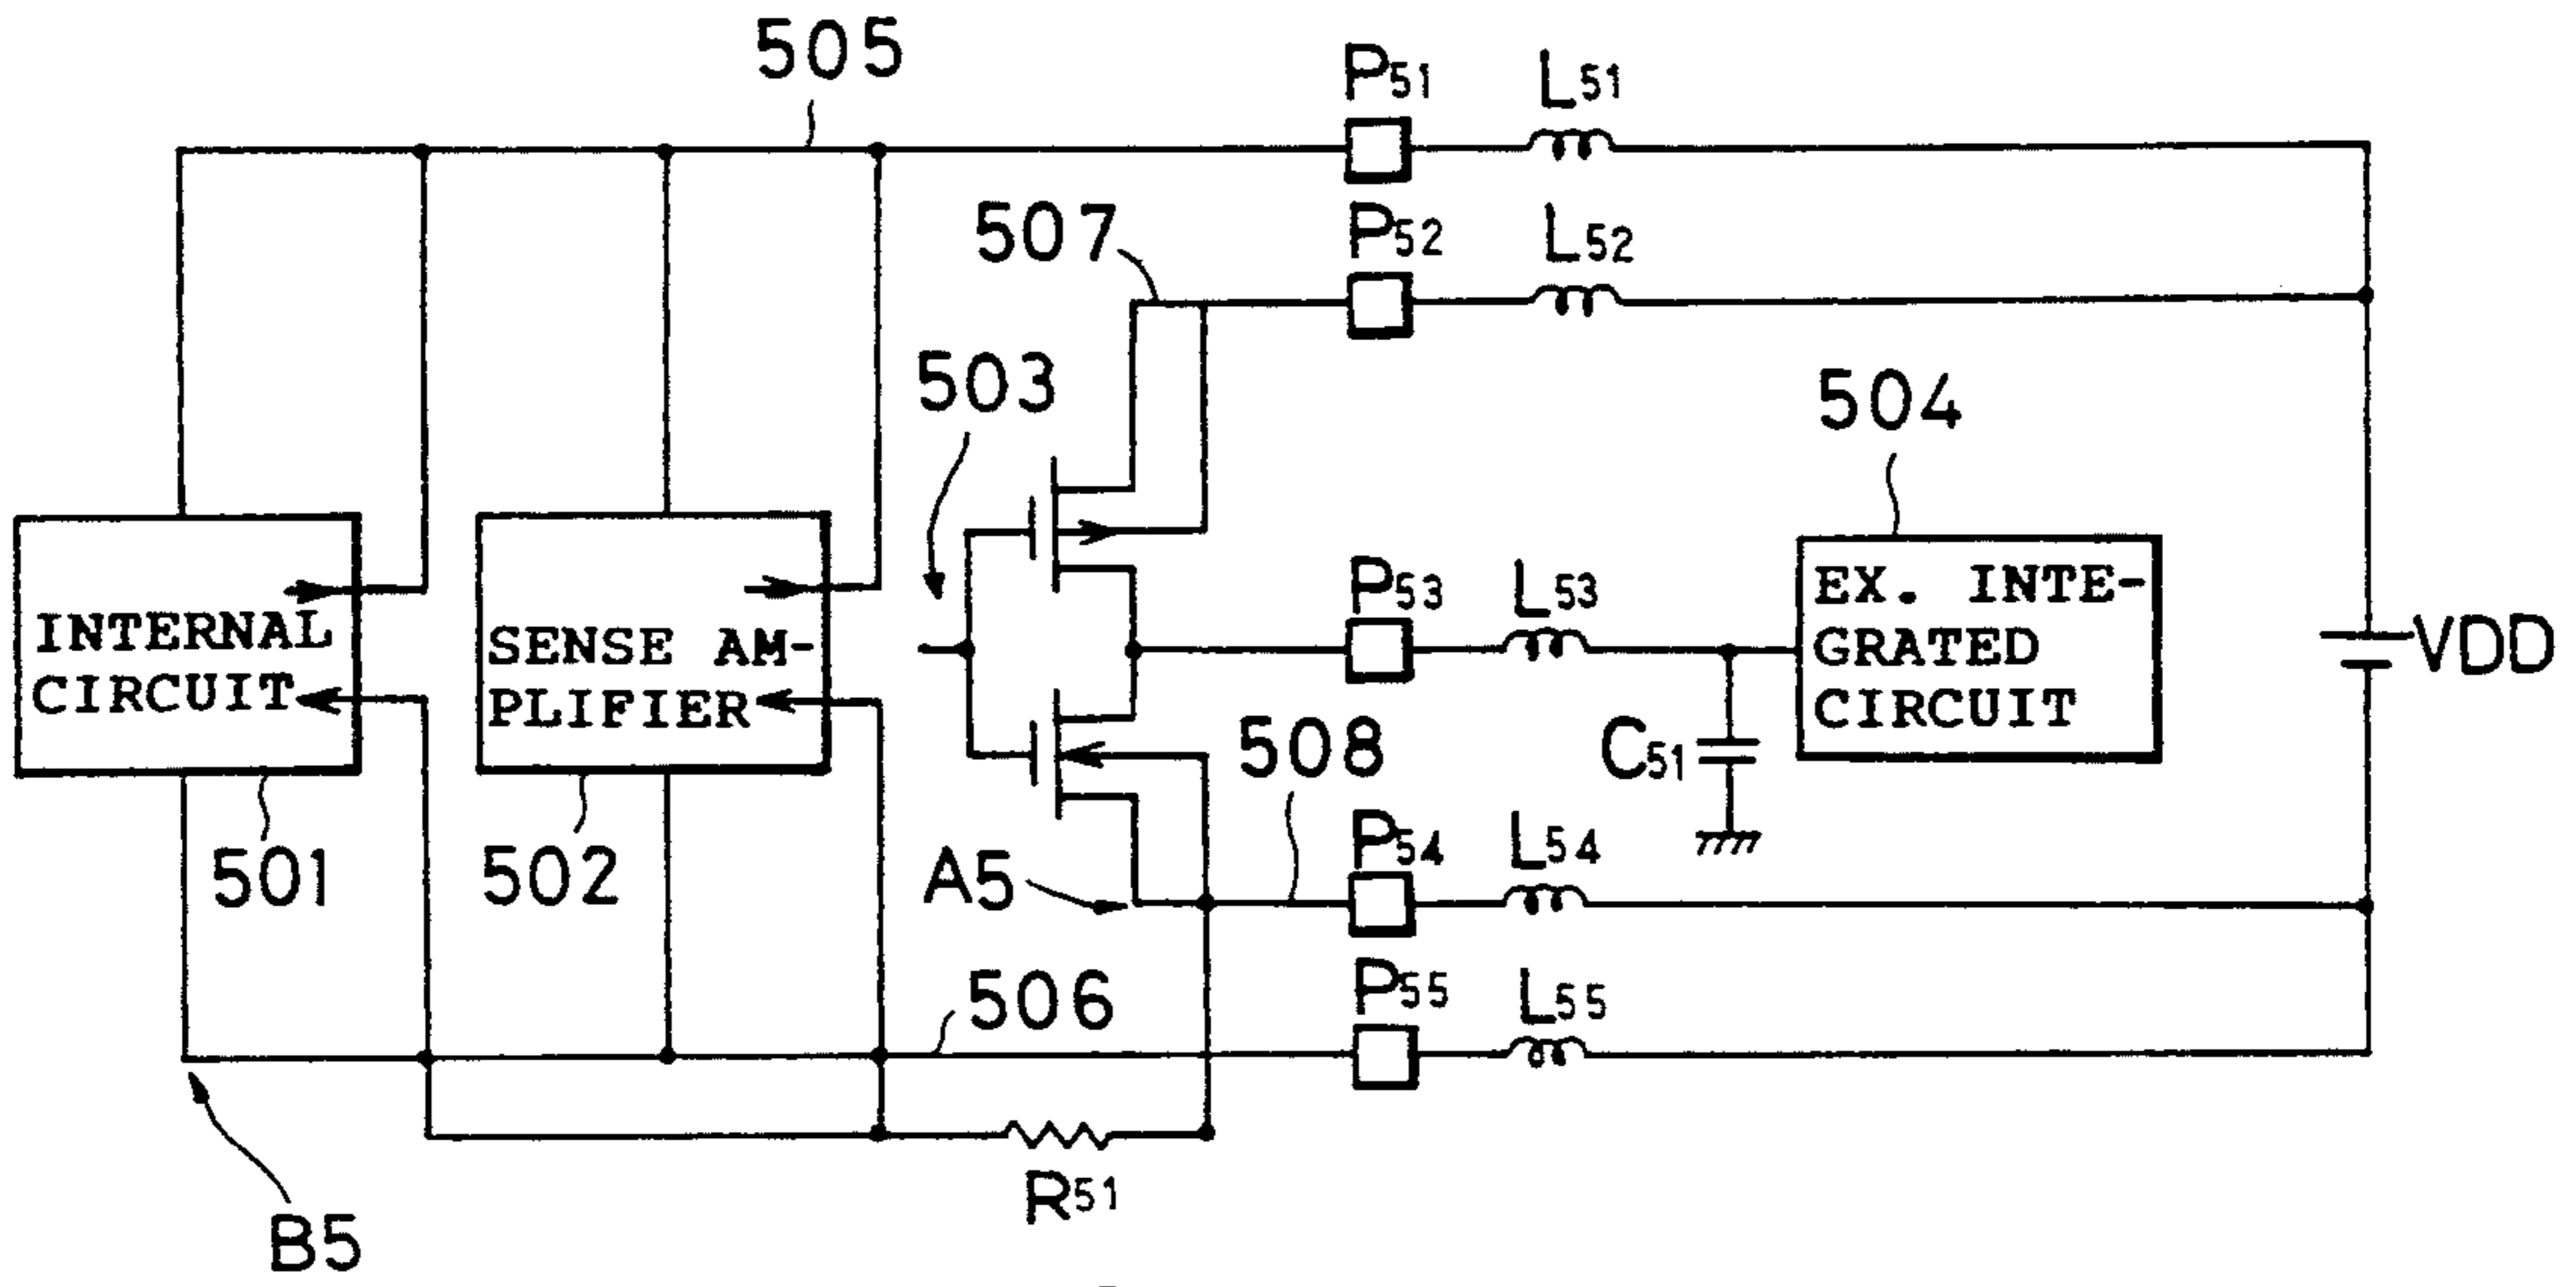 505
P51
L51
507
P52
L52
503
504
INTERNAL
CIRCUIT
SENSE AM-
PLIFIER
P53
L53
EX. INTE-
GRATED
CIRCUIT
VDD
C51
508
501
502
A5
P54
L54
506
P55
L55
R51
B5